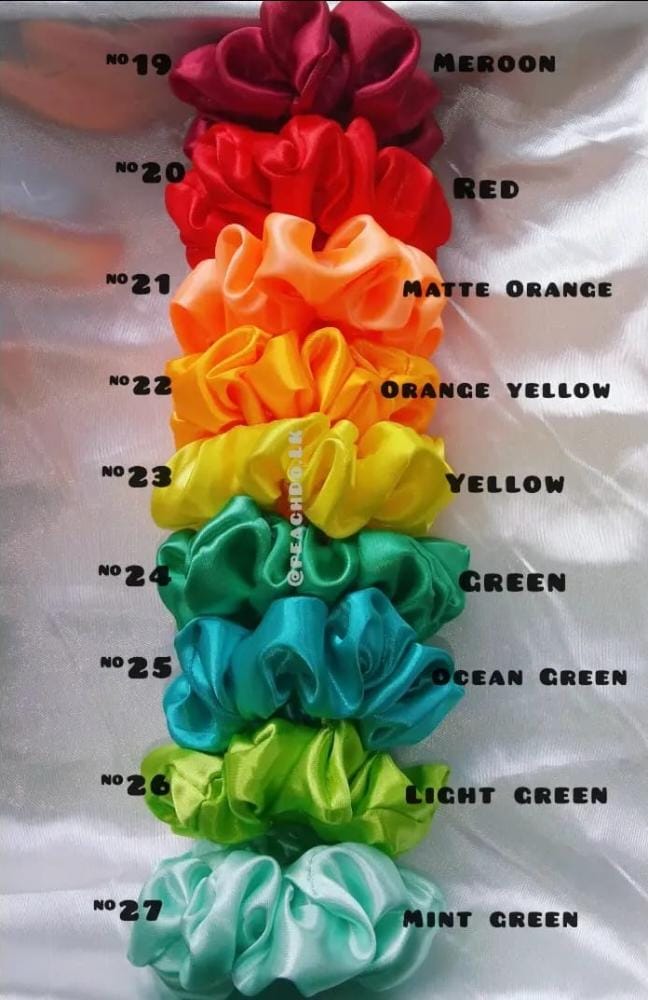 No19 MEROON
No20 RED
No21 MATTE ORANGE
No22 ORANGE YELLOW
No23 YELLOW
@PEACHDO.LK
No24 GREEN
No25 OCEAN GREEN
No26 LIGHT GREEN
No27 MINT GREEN